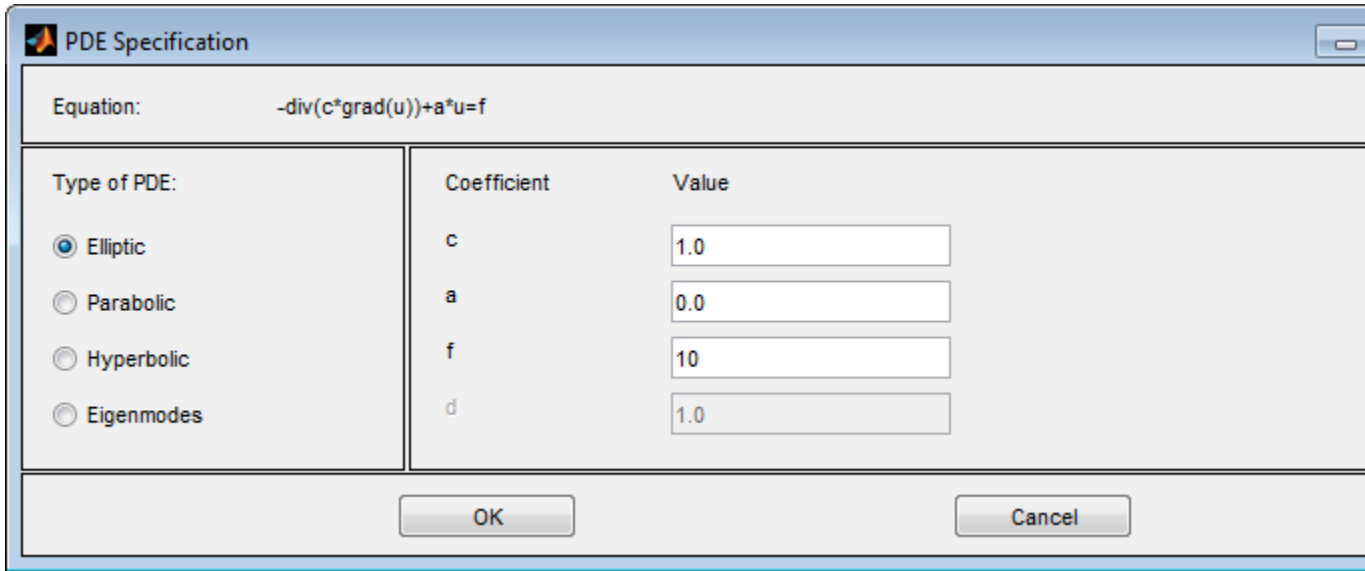 PDE Specification
Equation: -div(c*grad(u))+a*u=f
Type of PDE:
Elliptic
Parabolic
Hyperbolic
Eigenmodes
Coefficient Value
c 1.0
a 0.0
f 10
d 1.0
OK Cancel